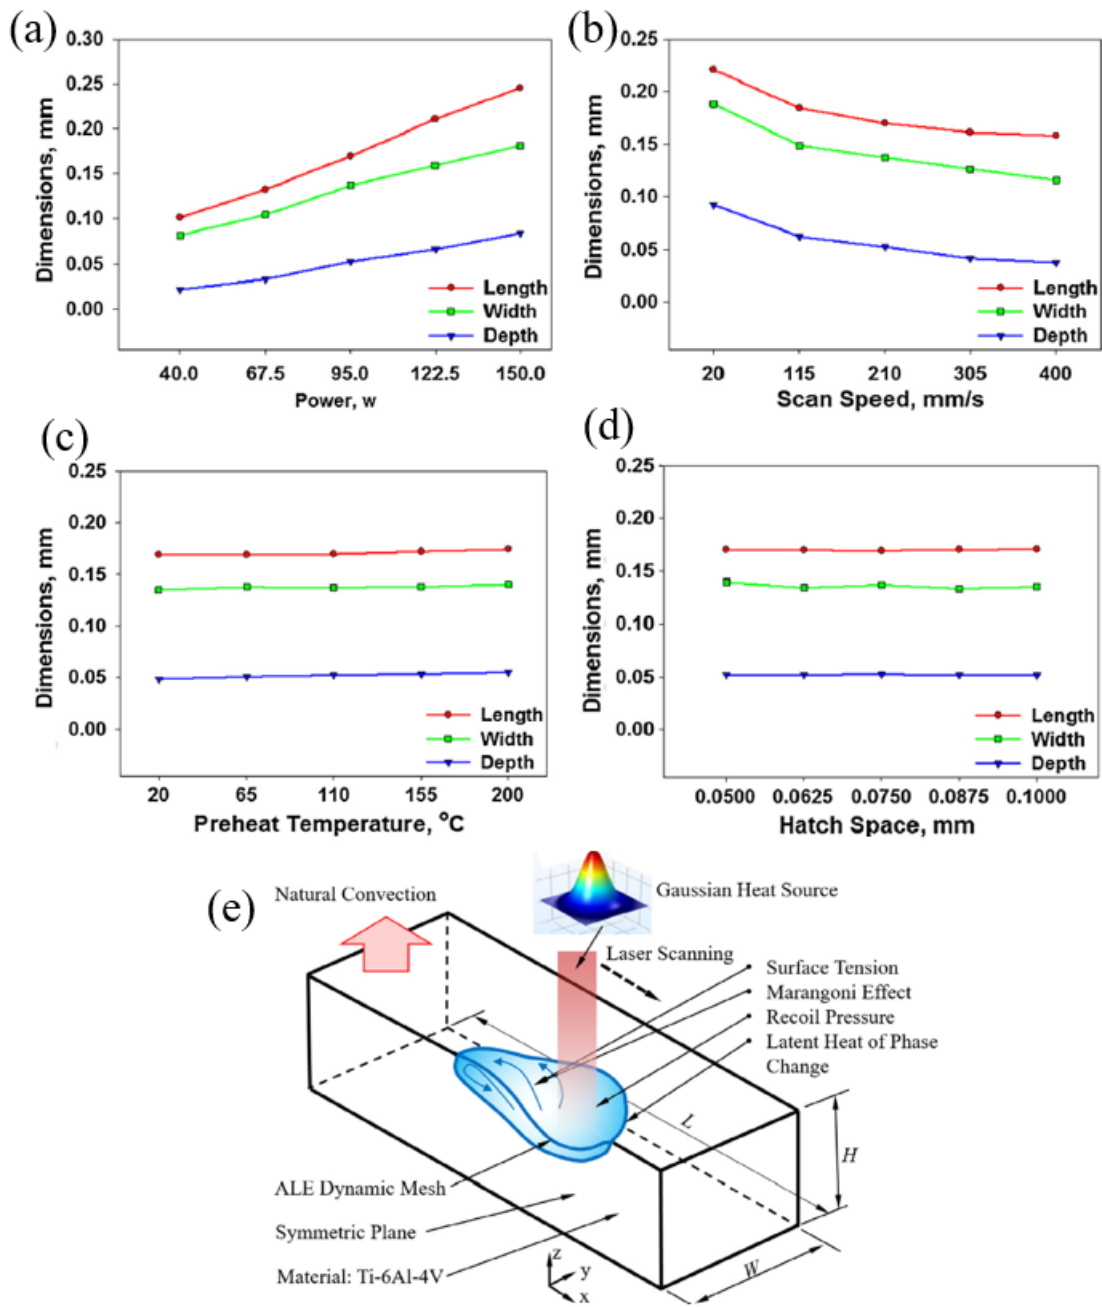 (a)
0.30
0.25
0.20
0.15
0.10
0.05
0.00
Dimensions, mm
Length
Width
Depth
40.0 67.5 95.0 122.5 150.0
Power, w
(b)
0.25
0.20
0.15
0.10
0.05
0.00
Dimensions, mm
Length
Width
Depth
20 115 210 305 400
Scan Speed, mm/s
(c)
0.25
0.20
0.15
0.10
0.05
0.00
Dimensions, mm
Length
Width
Depth
20 65 110 155 200
Preheat Temperature, °C
(d)
0.25
0.20
0.15
0.10
0.05
0.00
Dimensions, mm
Length
Width
Depth
0.0500 0.0625 0.0750 0.0875 0.1000
Hatch Space, mm
(e)
Natural Convection
Gaussian Heat Source
Laser Scanning
Surface Tension
Marangoni Effect
Recoil Pressure
Latent Heat of Phase
Change
L
H
W
ALE Dynamic Mesh
Symmetric Plane
Material: Ti-6Al-4V
z
y
x